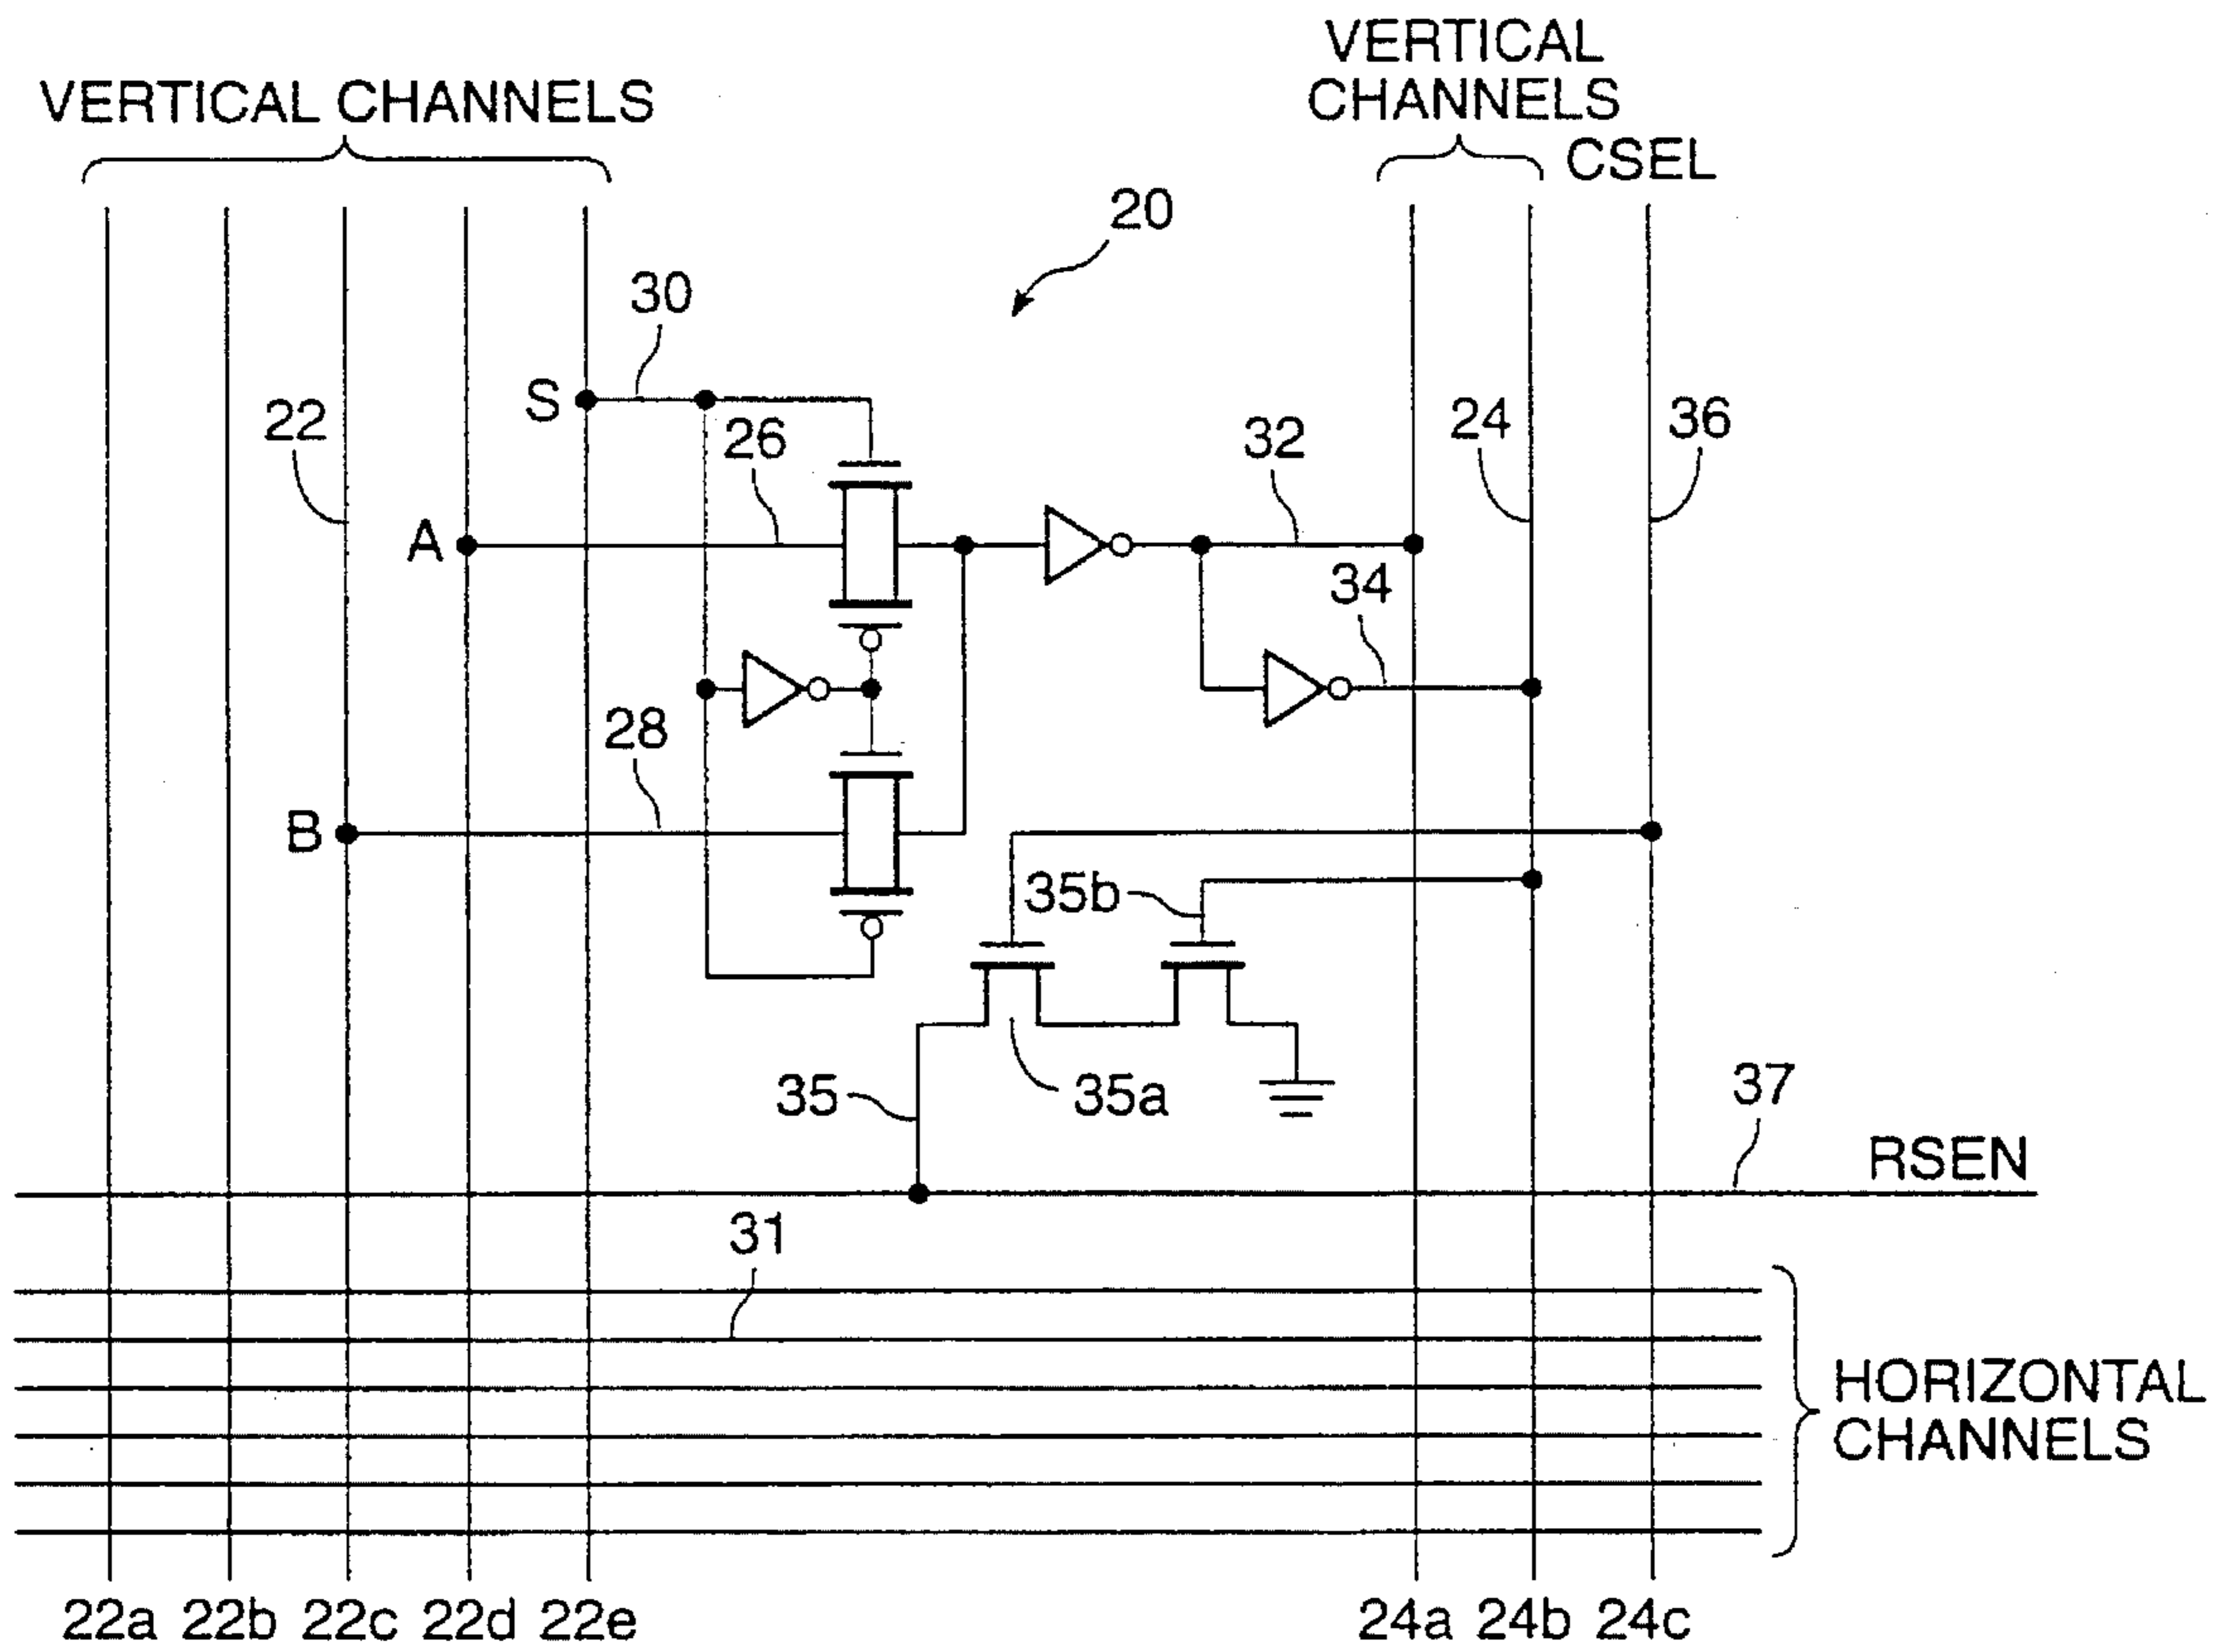 VERTICAL
CHANNELS
VERTICAL CHANNELS
CSEL
20
30
S
22
26
32
24
36
A
34
28
B
35b
35
35a
37
RSEN
31
HORIZONTAL
CHANNELS
22a 22b 22c 22d 22e
24a 24b 24c